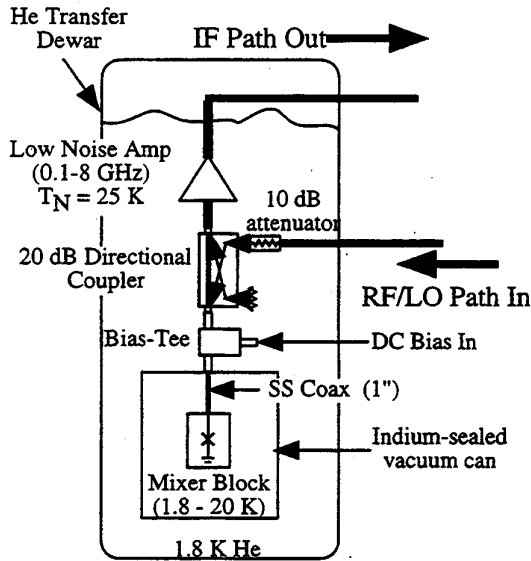 He Transfer
Dewar
IF Path Out
Low Noise Amp
(0.1-8 GHz)
T_N = 25 K
10 dB
attenuator
20 dB Directional
Coupler
RF/LO Path In
Bias-Tee
DC Bias In
SS Coax (1")
Indium-sealed
vacuum can
Mixer Block
(1.8 - 20 K)
1.8 K He